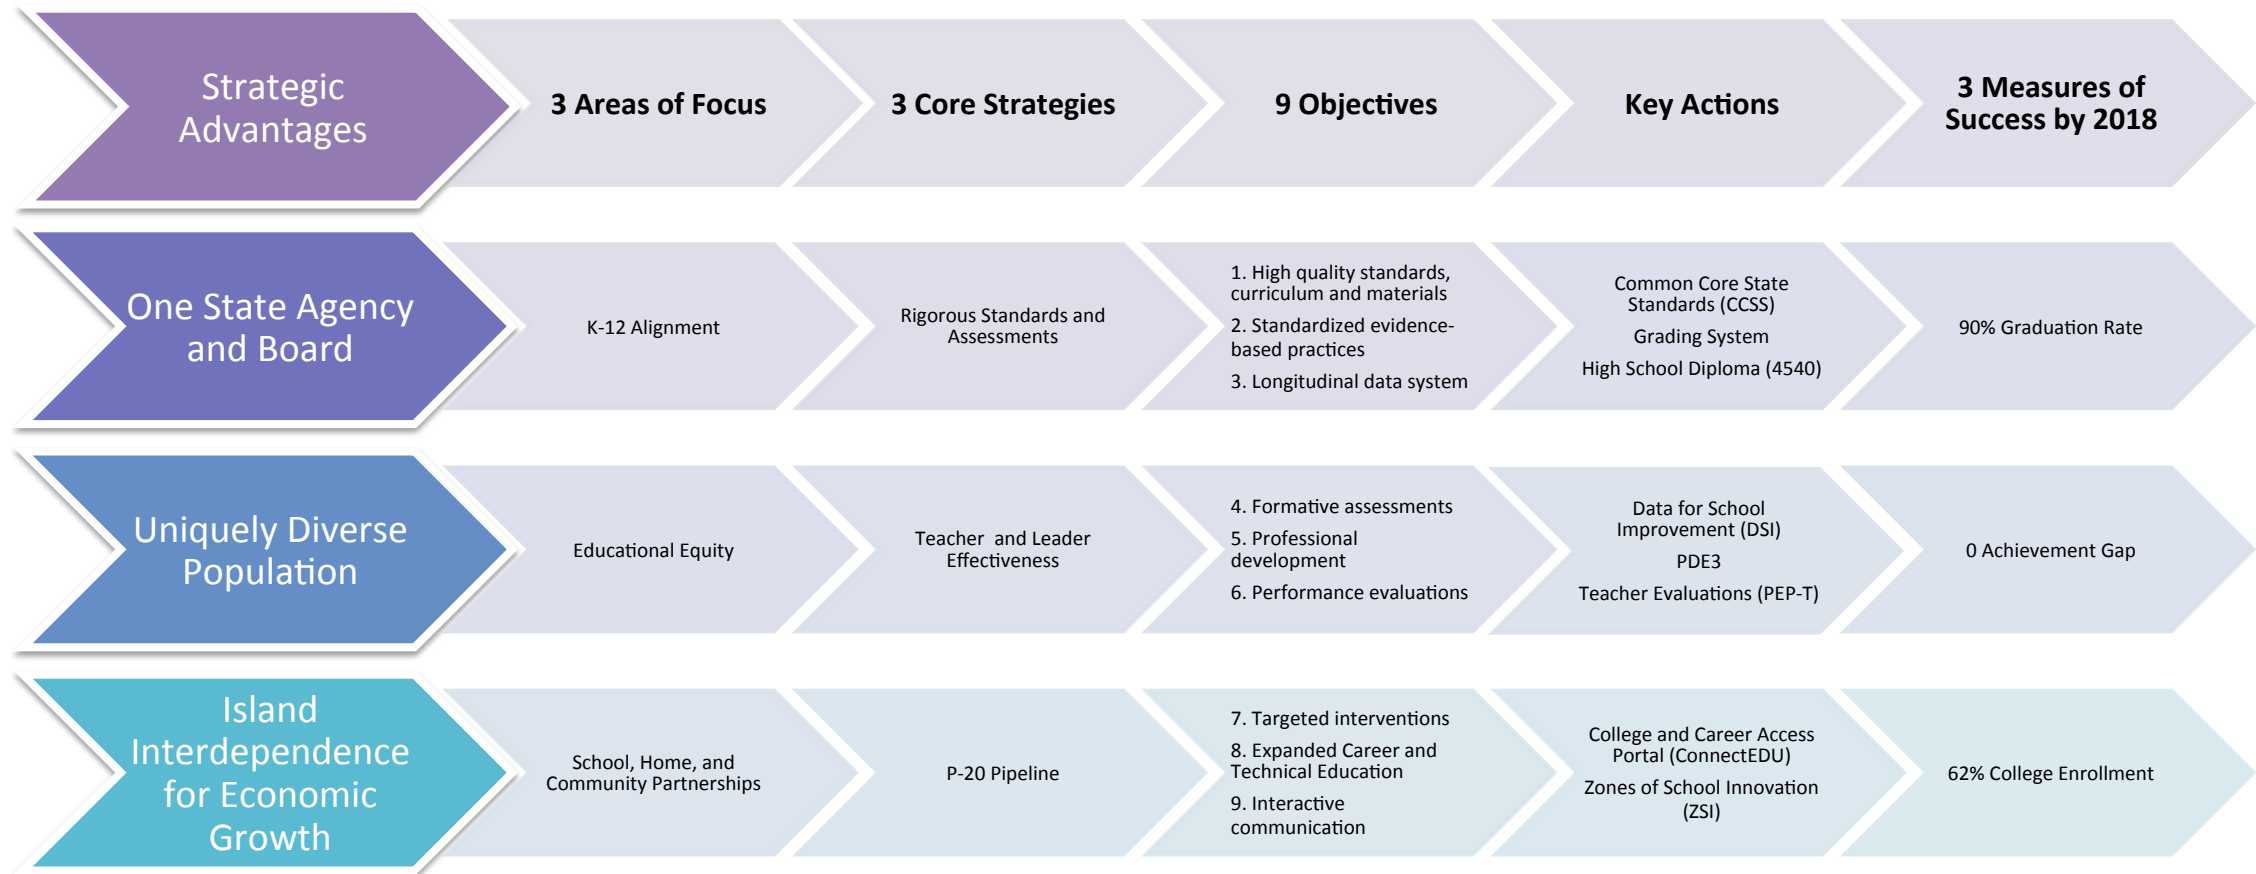 Strategic
Advantages
3 Areas of Focus
3 Core Strategies
9 Objectives
Key Actions
3 Measures of
Success by 2018
One State Agency
and Board
K-12 Alignment
Rigorous Standards and
Assessments
1. High quality standards,
curriculum and materials
2. Standardized evidence-
based practices
3. Longitudinal data system
Common Core State
Standards (CCSS)
Grading System
High School Diploma (4540)
90% Graduation Rate
Uniquely Diverse
Population
Educational Equity
Teacher  and Leader
Effectiveness
4. Formative assessments
5. Professional
development
6. Performance evaluations
Data for School
Improvement (DSI)
PDE3
Teacher Evaluations (PEP-T)
0 Achievement Gap
Island
Interdependence
for Economic
Growth
School, Home, and
Community Partnerships
P-20 Pipeline
7. Targeted interventions
8. Expanded Career and
Technical Education
9. Interactive
communication
College and Career Access
Portal (ConnectEDU)
Zones of School Innovation
(ZSI)
62% College Enrollment